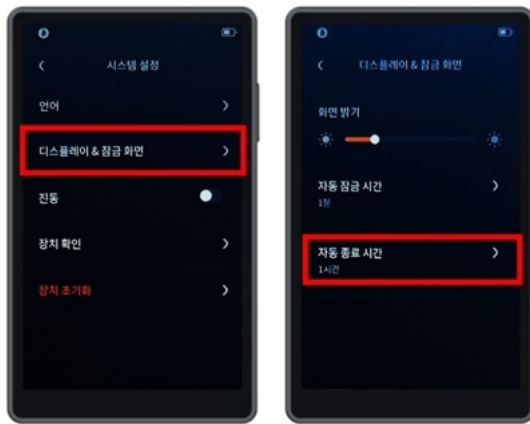 시스템 설정
언어
디스플레이 & 잠금 화면
진동
장치 확인
장치 초기화
디스플레이 & 잠금 화면
화면 밝기
자동 잠금 시간
1분
자동 종료 시간
1시간